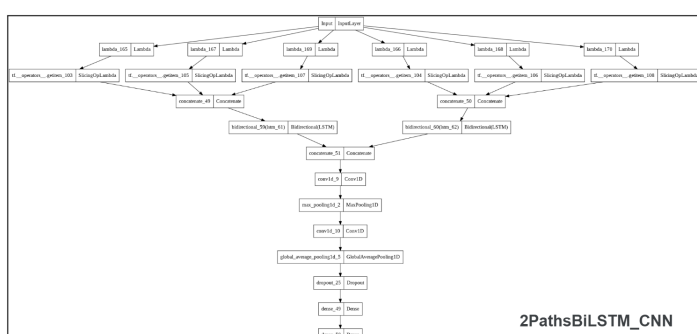 Input InputLayer
lambda_165 Lambda lambda_167 Lambda lambda_169 Lambda lambda_166 Lambda lambda_168 Lambda lambda_170 Lambda
tf.__operators__.getitem_103 SlicingOpLambda tf.__operators__.getitem_105 SlicingOpLambda tf.__operators__.getitem_107 SlicingOpLambda tf.__operators__.getitem_104 SlicingOpLambda tf.__operators__.getitem_106 SlicingOpLambda tf.__operators__.getitem_108 SlicingOpLambda
concatenate_49 Concatenate concatenate_50 Concatenate
bidirectional_59(lstm_61) Bidirectional(LSTM) bidirectional_60(lstm_62) Bidirectional(LSTM)
concatenate_51 Concatenate
conv1d_9 Conv1D
max_pooling1d_2 MaxPooling1D
conv1d_10 Conv1D
global_average_pooling1d_5 GlobalAveragePooling1D
dropout_25 Dropout
dense_49 Dense
2PathsBiLSTM_CNN